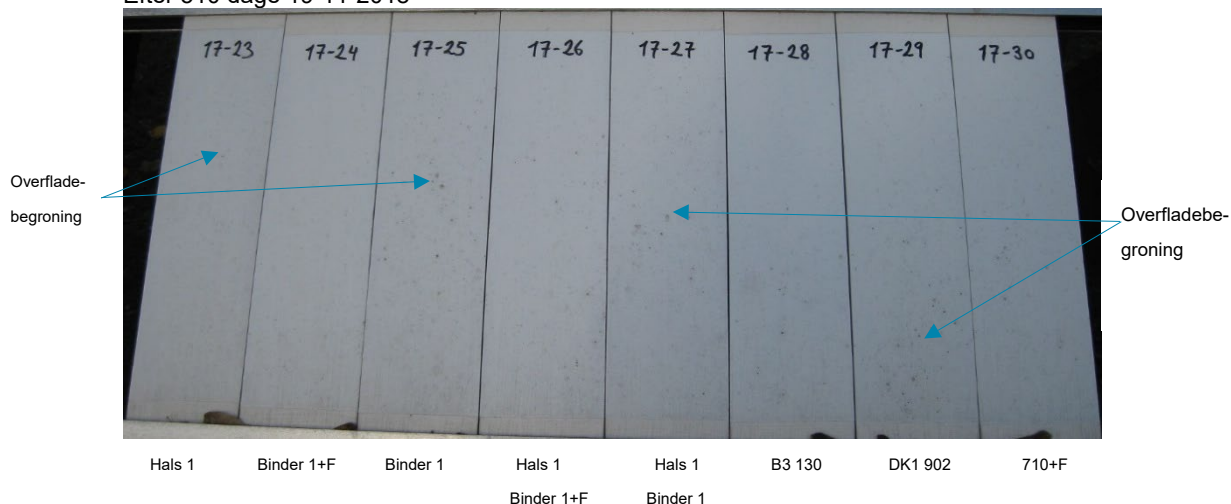 17-23 17-24 17-25 17-26 17-27 17-28 17-29 17-30
Overflade-
begroning
Overfladebe-
groning
Hals 1 Binder 1+F Binder 1 Hals 1 Hals 1 B3 130 DK1 902 710+F
Binder 1+F Binder 1